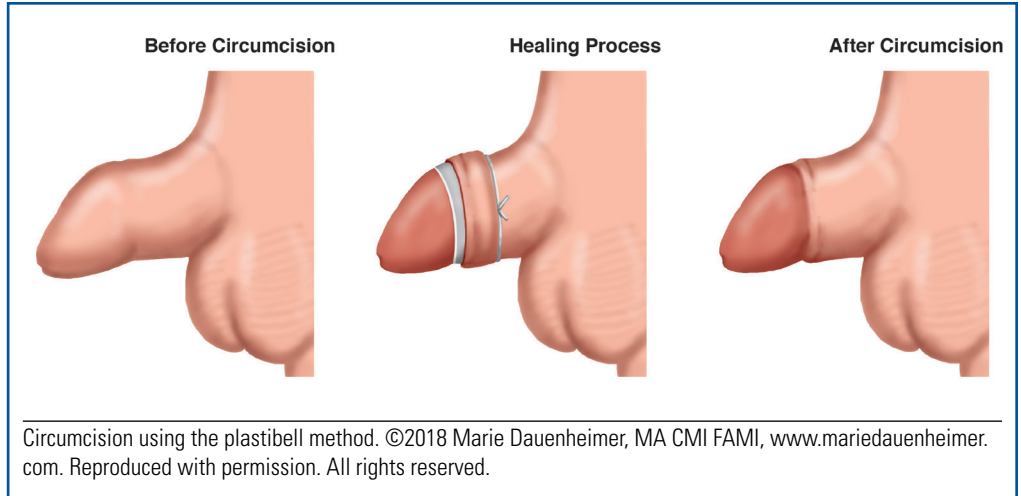 Before Circumcision
Healing Process
After Circumcision
Circumcision using the plastibell method. ©2018 Marie Dauenheimer, MA CMI FAMI, www.mariedauenheimer.
com. Reproduced with permission. All rights reserved.